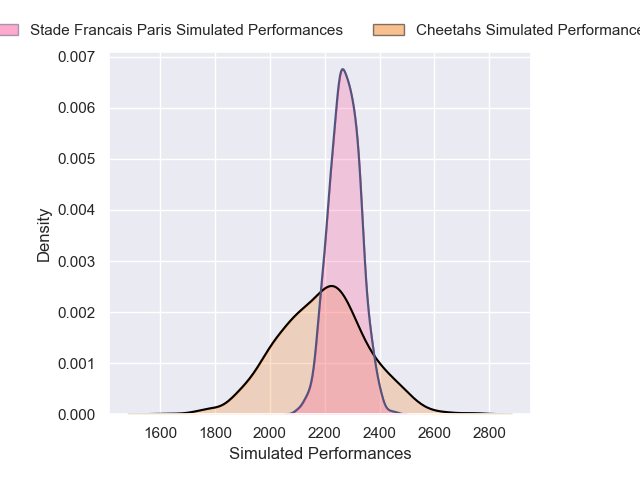 Stade Francais Paris Simulated Performances Cheetahs Simulated Performance
0.007
0.006
0.005
0.004
0.003
0.002
0.001
0.000
Density
1600 1800 2000 2200 2400 2600 2800
Simulated Performances